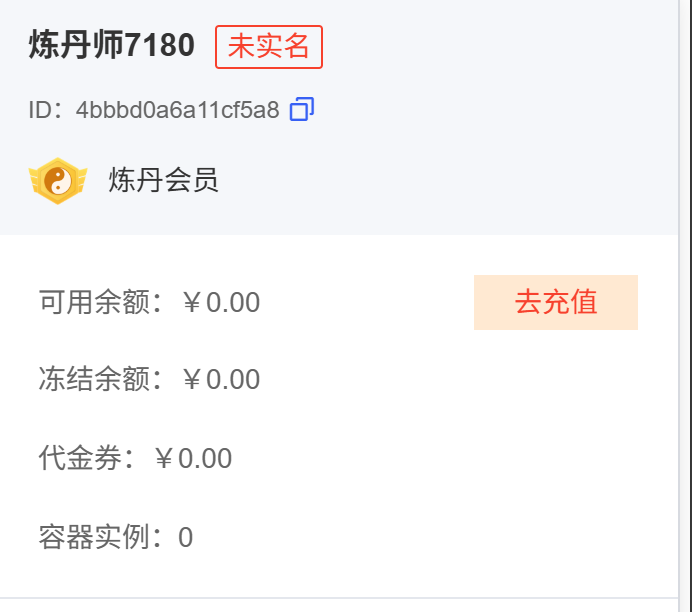 炼丹师7180 未实名
ID：4bbbd0a6a11cf5a8
炼丹会员
可用余额：￥0.00 去充值
冻结余额：￥0.00
代金券：￥0.00
容器实例：0